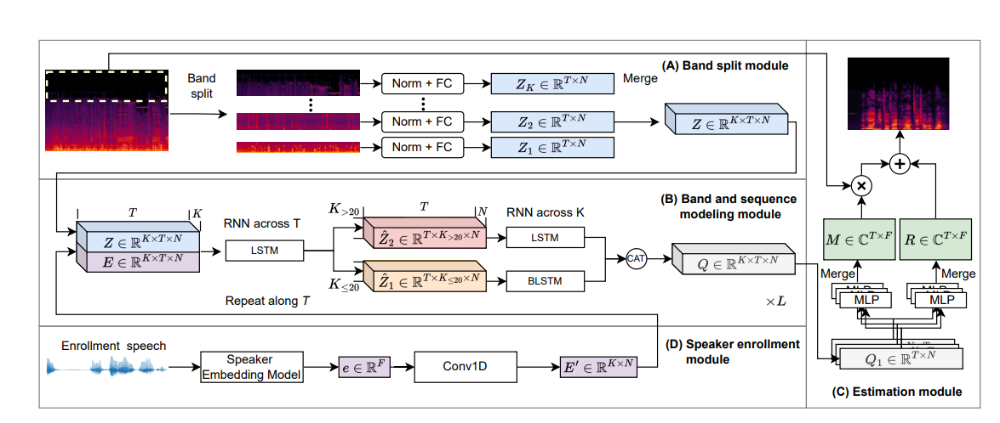 (A) Band split module
Band
split
Norm + FC
Z_K ∈ ℝ^{T×N}
Merge
Norm + FC
Z_2 ∈ ℝ^{T×N}
Z ∈ ℝ^{K×T×N}
Norm + FC
Z_1 ∈ ℝ^{T×N}
(B) Band and sequence
modeling module
T
K
RNN across T
K_{>20}
T
N
RNN across K
Z ∈ ℝ^{K×T×N}
E ∈ ℝ^{K×T×N}
LSTM
Ẑ_2 ∈ ℝ^{T×K_{>20}×N}
LSTM
CAT
Q ∈ ℝ^{K×T×N}
K_{≤20}
Ẑ_1 ∈ ℝ^{T×K_{≤20}×N}
BLSTM
Repeat along T
×L
(D) Speaker enrollment
module
Enrollment speech
Speaker
Embedding Model
e ∈ ℝ^F
Conv1D
E′ ∈ ℝ^{K×N}
×
+
M ∈ ℂ^{T×F}
R ∈ ℂ^{T×F}
Merge
Merge
MLP
MLP
Q_1 ∈ ℝ^{T×N}
(C) Estimation module